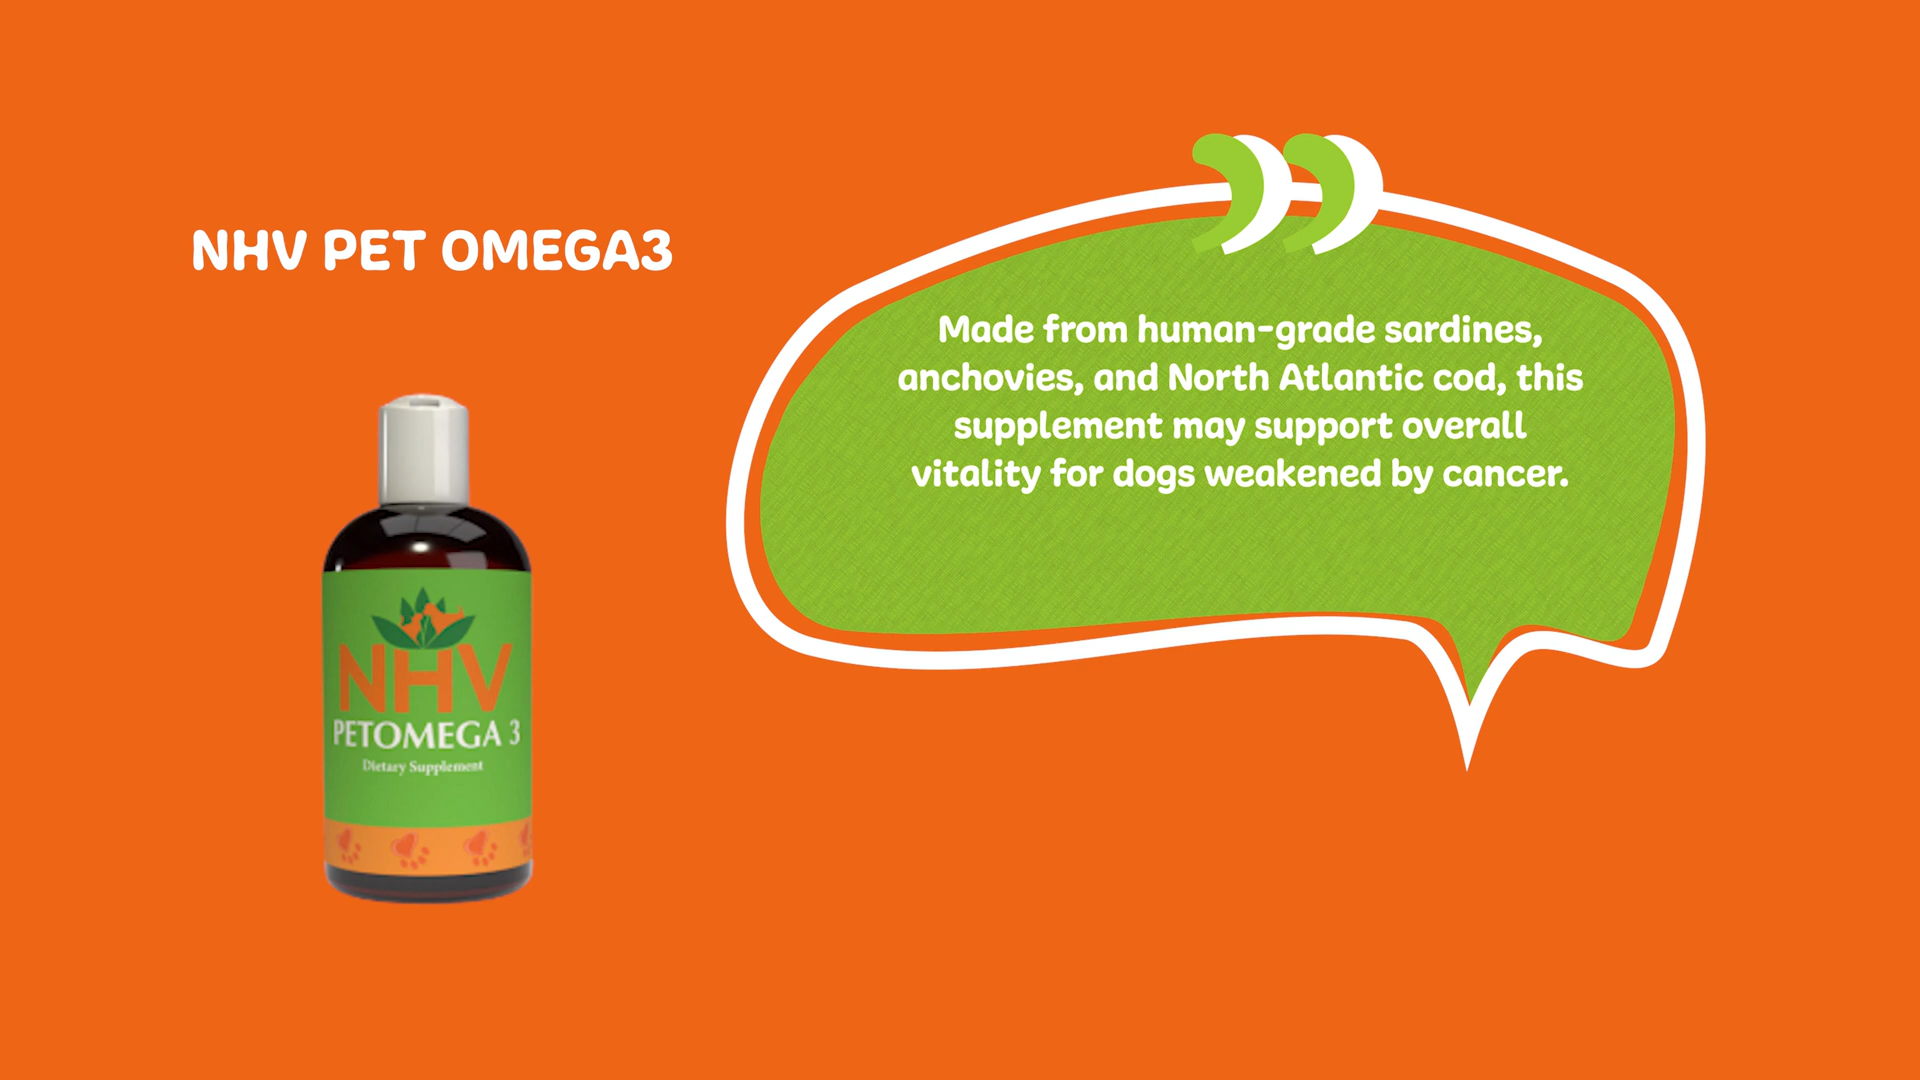 NHV PET OMEGA3
Made from human-grade sardines,
anchovies, and North Atlantic cod, this
supplement may support overall
vitality for dogs weakened by cancer.
NHV
PETOMEGA 3
Dietary Supplement